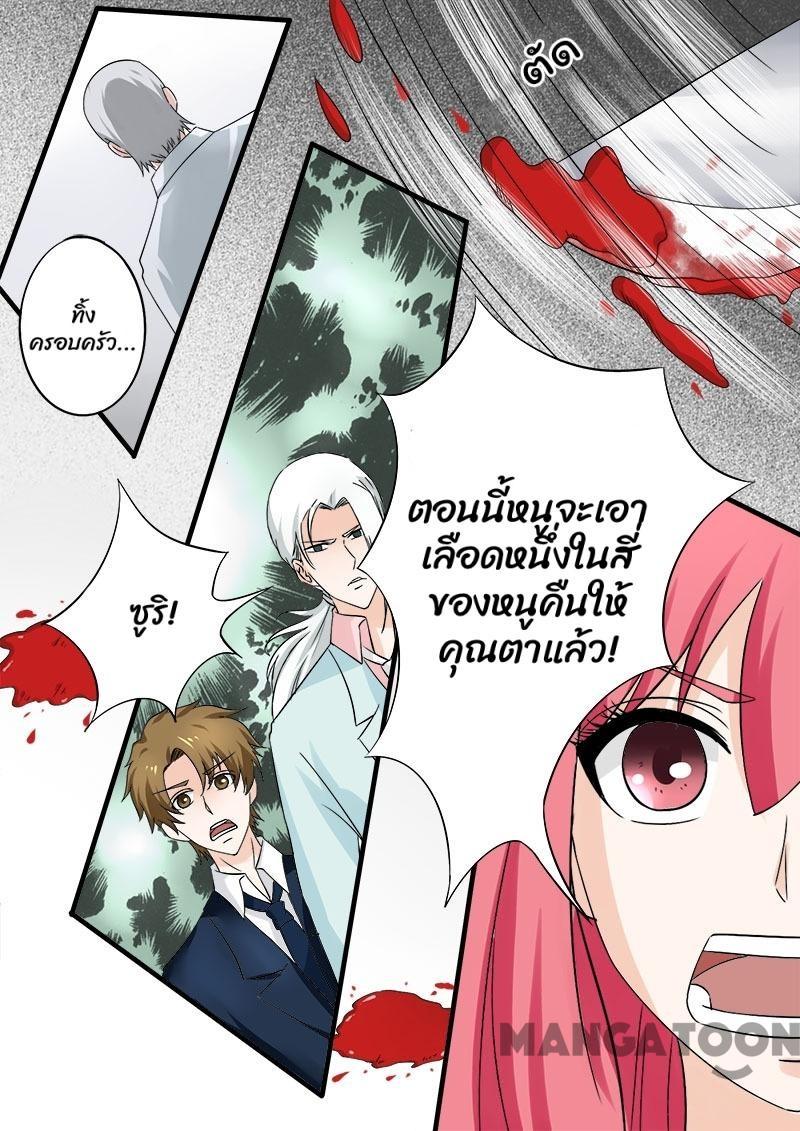 ตัด
ทิ้ง
ครอบครัว...
ตอนนี้หนูจะเอา
เลือดหนึ่งในสี่
ของหนูคืนให้
คุณตาแล้ว!
ซูริ!
MANGATOON